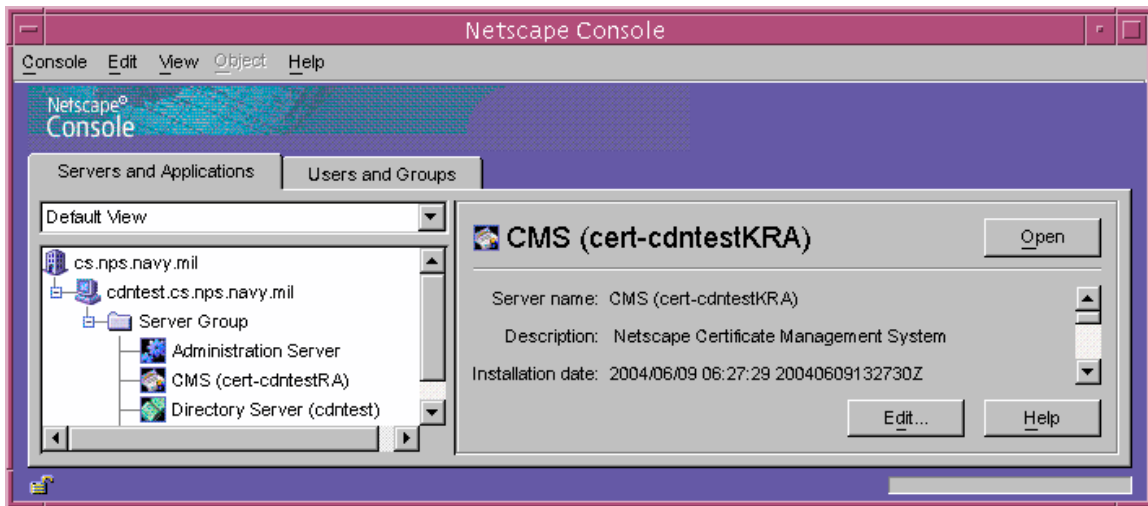 Netscape Console
Console Edit View Object Help
Netscape®
Console
Servers and Applications
Users and Groups
Default View
cs.nps.navy.mil
cdntest.cs.nps.navy.mil
Server Group
Administration Server
CMS (cert-cdntestRA)
Directory Server (cdntest)
CMS (cert-cdntestKRA)
Open
Server name: CMS (cert-cdntestKRA)
Description: Netscape Certificate Management System
Installation date: 2004/06/09 06:27:29 20040609132730Z
Edit...
Help